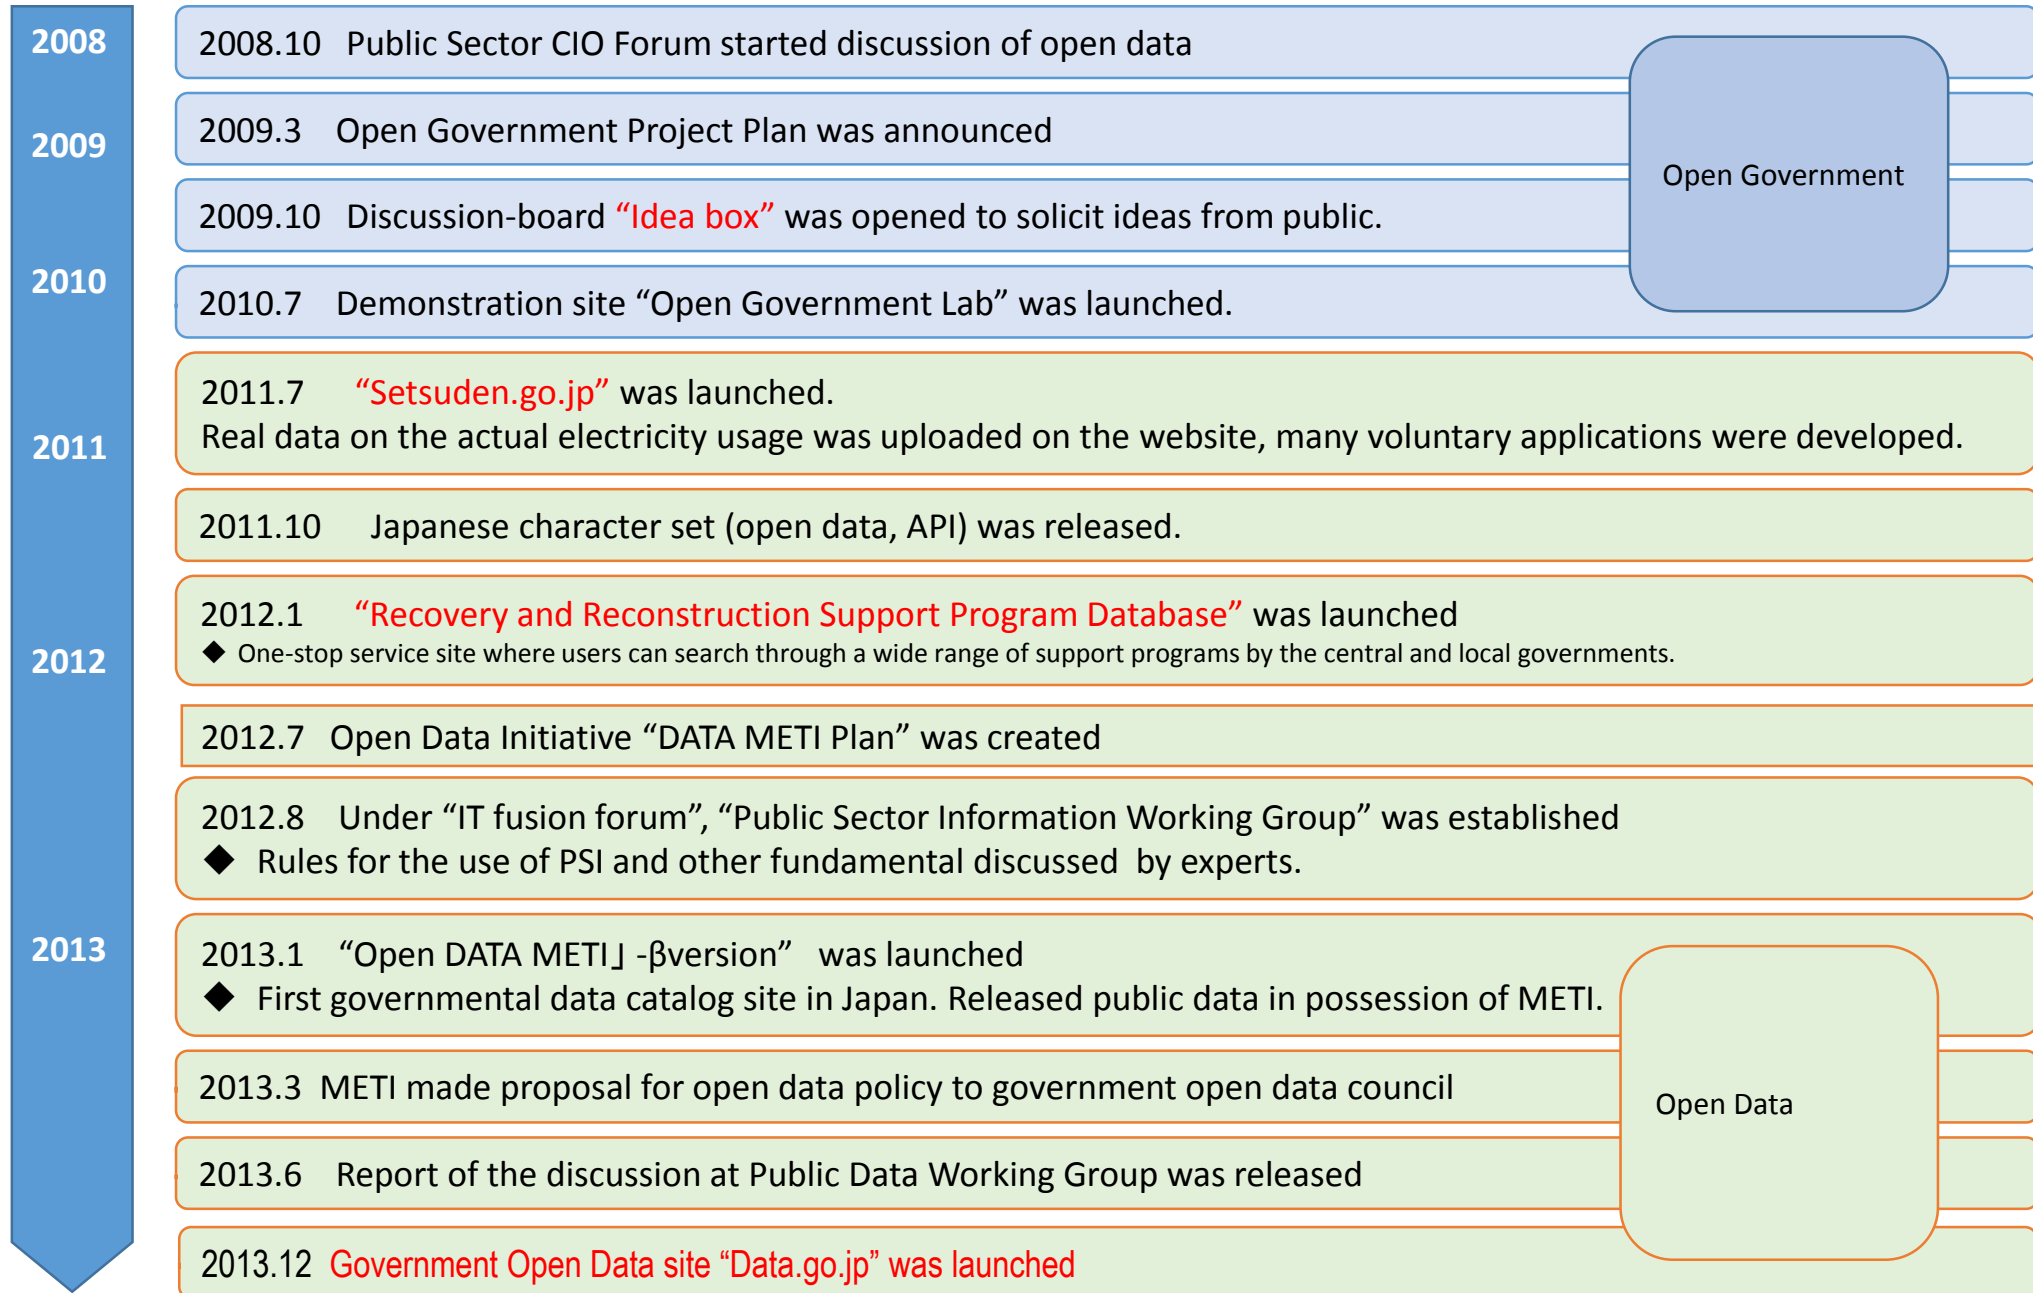 2008
2008.10 Public Sector CIO Forum started discussion of open data
2009
2009.3 Open Government Project Plan was announced
Open Government
2009.10 Discussion-board “Idea box” was opened to solicit ideas from public.
2010
2010.7 Demonstration site “Open Government Lab” was launched.
2011
2011.7 “Setsuden.go.jp” was launched.
Real data on the actual electricity usage was uploaded on the website, many voluntary applications were developed.
2011.10 Japanese character set (open data, API) was released.
2012
2012.1 “Recovery and Reconstruction Support Program Database” was launched
◆ One-stop service site where users can search through a wide range of support programs by the central and local governments.
2012.7 Open Data Initiative “DATA METI Plan” was created
2012.8 Under “IT fusion forum”, “Public Sector Information Working Group” was established
◆ Rules for the use of PSI and other fundamental discussed by experts.
2013
2013.1 “Open DATA METI」-βversion” was launched
◆ First governmental data catalog site in Japan. Released public data in possession of METI.
2013.3 METI made proposal for open data policy to government open data council
Open Data
2013.6 Report of the discussion at Public Data Working Group was released
2013.12 Government Open Data site “Data.go.jp” was launched